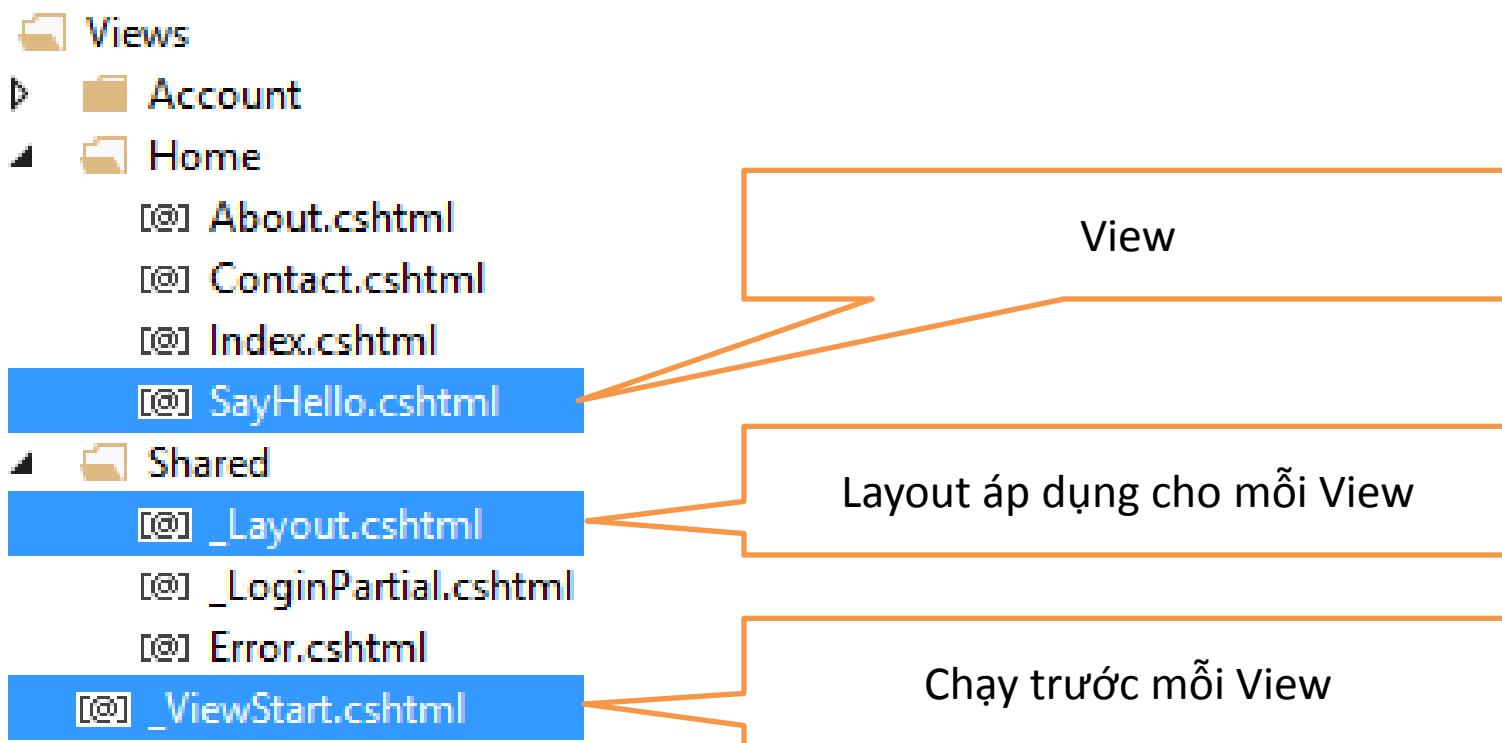 Views
Account
Home
[@] About.cshtml
[@] Contact.cshtml
[@] Index.cshtml
[@] SayHello.cshtml
Shared
[@] _Layout.cshtml
[@] _LoginPartial.cshtml
[@] Error.cshtml
[@] _ViewStart.cshtml
View
Layout áp dụng cho mỗi View
Chạy trước mỗi View